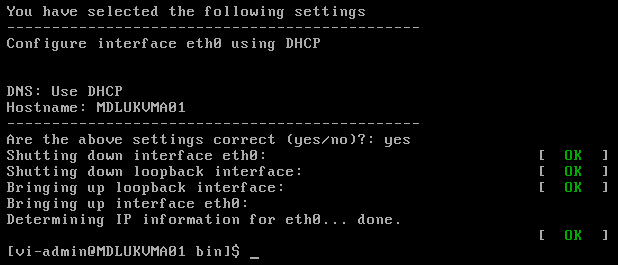 You have selected the following settings
----------------------------------------------
Configure interface eth0 using DHCP
DNS: Use DHCP
Hostname: MDLUKVMA01
----------------------------------------------
Are the above settings correct (yes/no)?: yes
Shutting down interface eth0: [ OK ]
Shutting down loopback interface: [ OK ]
Bringing up loopback interface: [ OK ]
Bringing up interface eth0:
Determining IP information for eth0... done.
[ OK ]
[vi-admin@MDLUKVMA01 bin]$ _